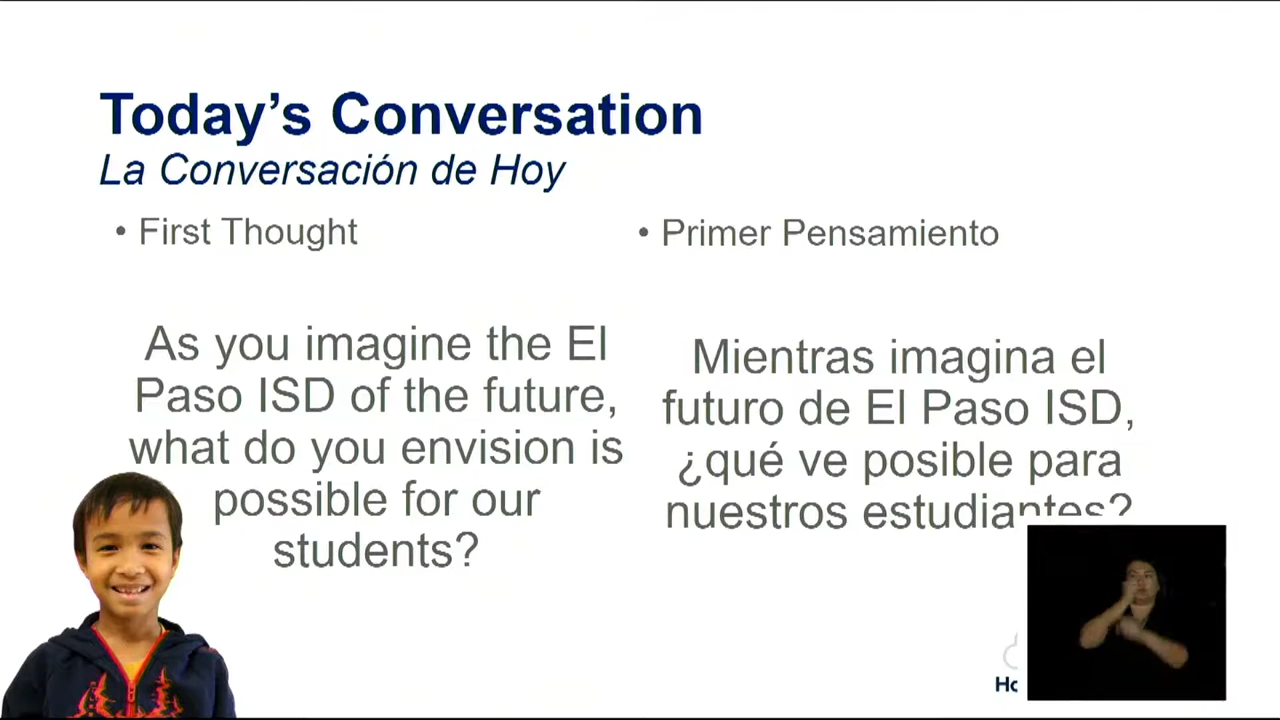 Today's Conversation
La Conversación de Hoy
• First Thought
As you imagine the El
Paso ISD of the future,
what do you envision is
possible for our
students?
• Primer Pensamiento
Mientras imagina el
futuro de El Paso ISD,
¿qué ve posible para
nuestros estudiantes?